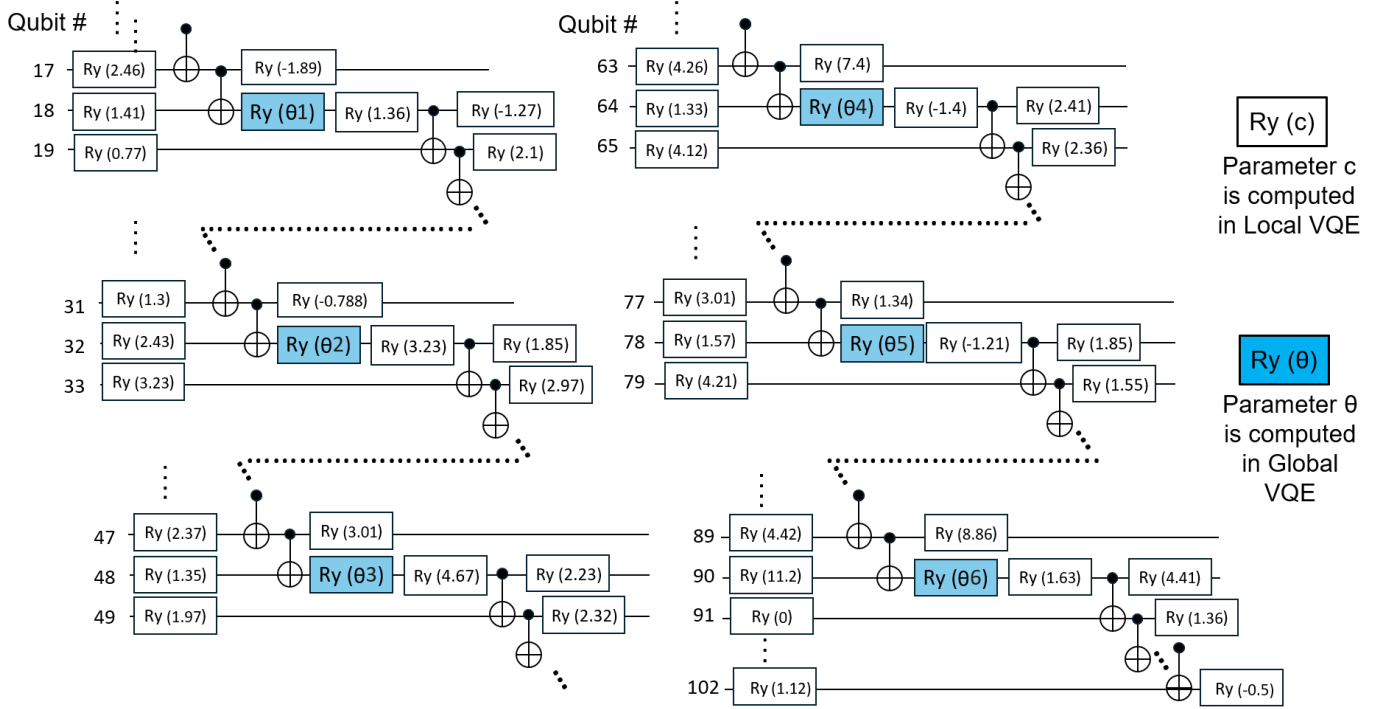 Qubit #
17 Ry (2.46) Ry (-1.89)
18 Ry (1.41) Ry (θ1) Ry (1.36) Ry (-1.27)
19 Ry (0.77) Ry (2.1)
31 Ry (1.3) Ry (-0.788)
32 Ry (2.43) Ry (θ2) Ry (3.23) Ry (1.85)
33 Ry (3.23) Ry (2.97)
47 Ry (2.37) Ry (3.01)
48 Ry (1.35) Ry (θ3) Ry (4.67) Ry (2.23)
49 Ry (1.97) Ry (2.32)
Qubit #
63 Ry (4.26) Ry (7.4)
64 Ry (1.33) Ry (θ4) Ry (-1.4) Ry (2.41)
65 Ry (4.12) Ry (2.36)
77 Ry (3.01) Ry (1.34)
78 Ry (1.57) Ry (θ5) Ry (-1.21) Ry (1.85)
79 Ry (4.21) Ry (1.55)
89 Ry (4.42) Ry (8.86)
90 Ry (11.2) Ry (θ6) Ry (1.63) Ry (4.41)
91 Ry (0) Ry (1.36)
102 Ry (1.12) Ry (-0.5)
Ry (c)
Parameter c
is computed
in Local VQE
Ry (θ)
Parameter θ
is computed
in Global
VQE